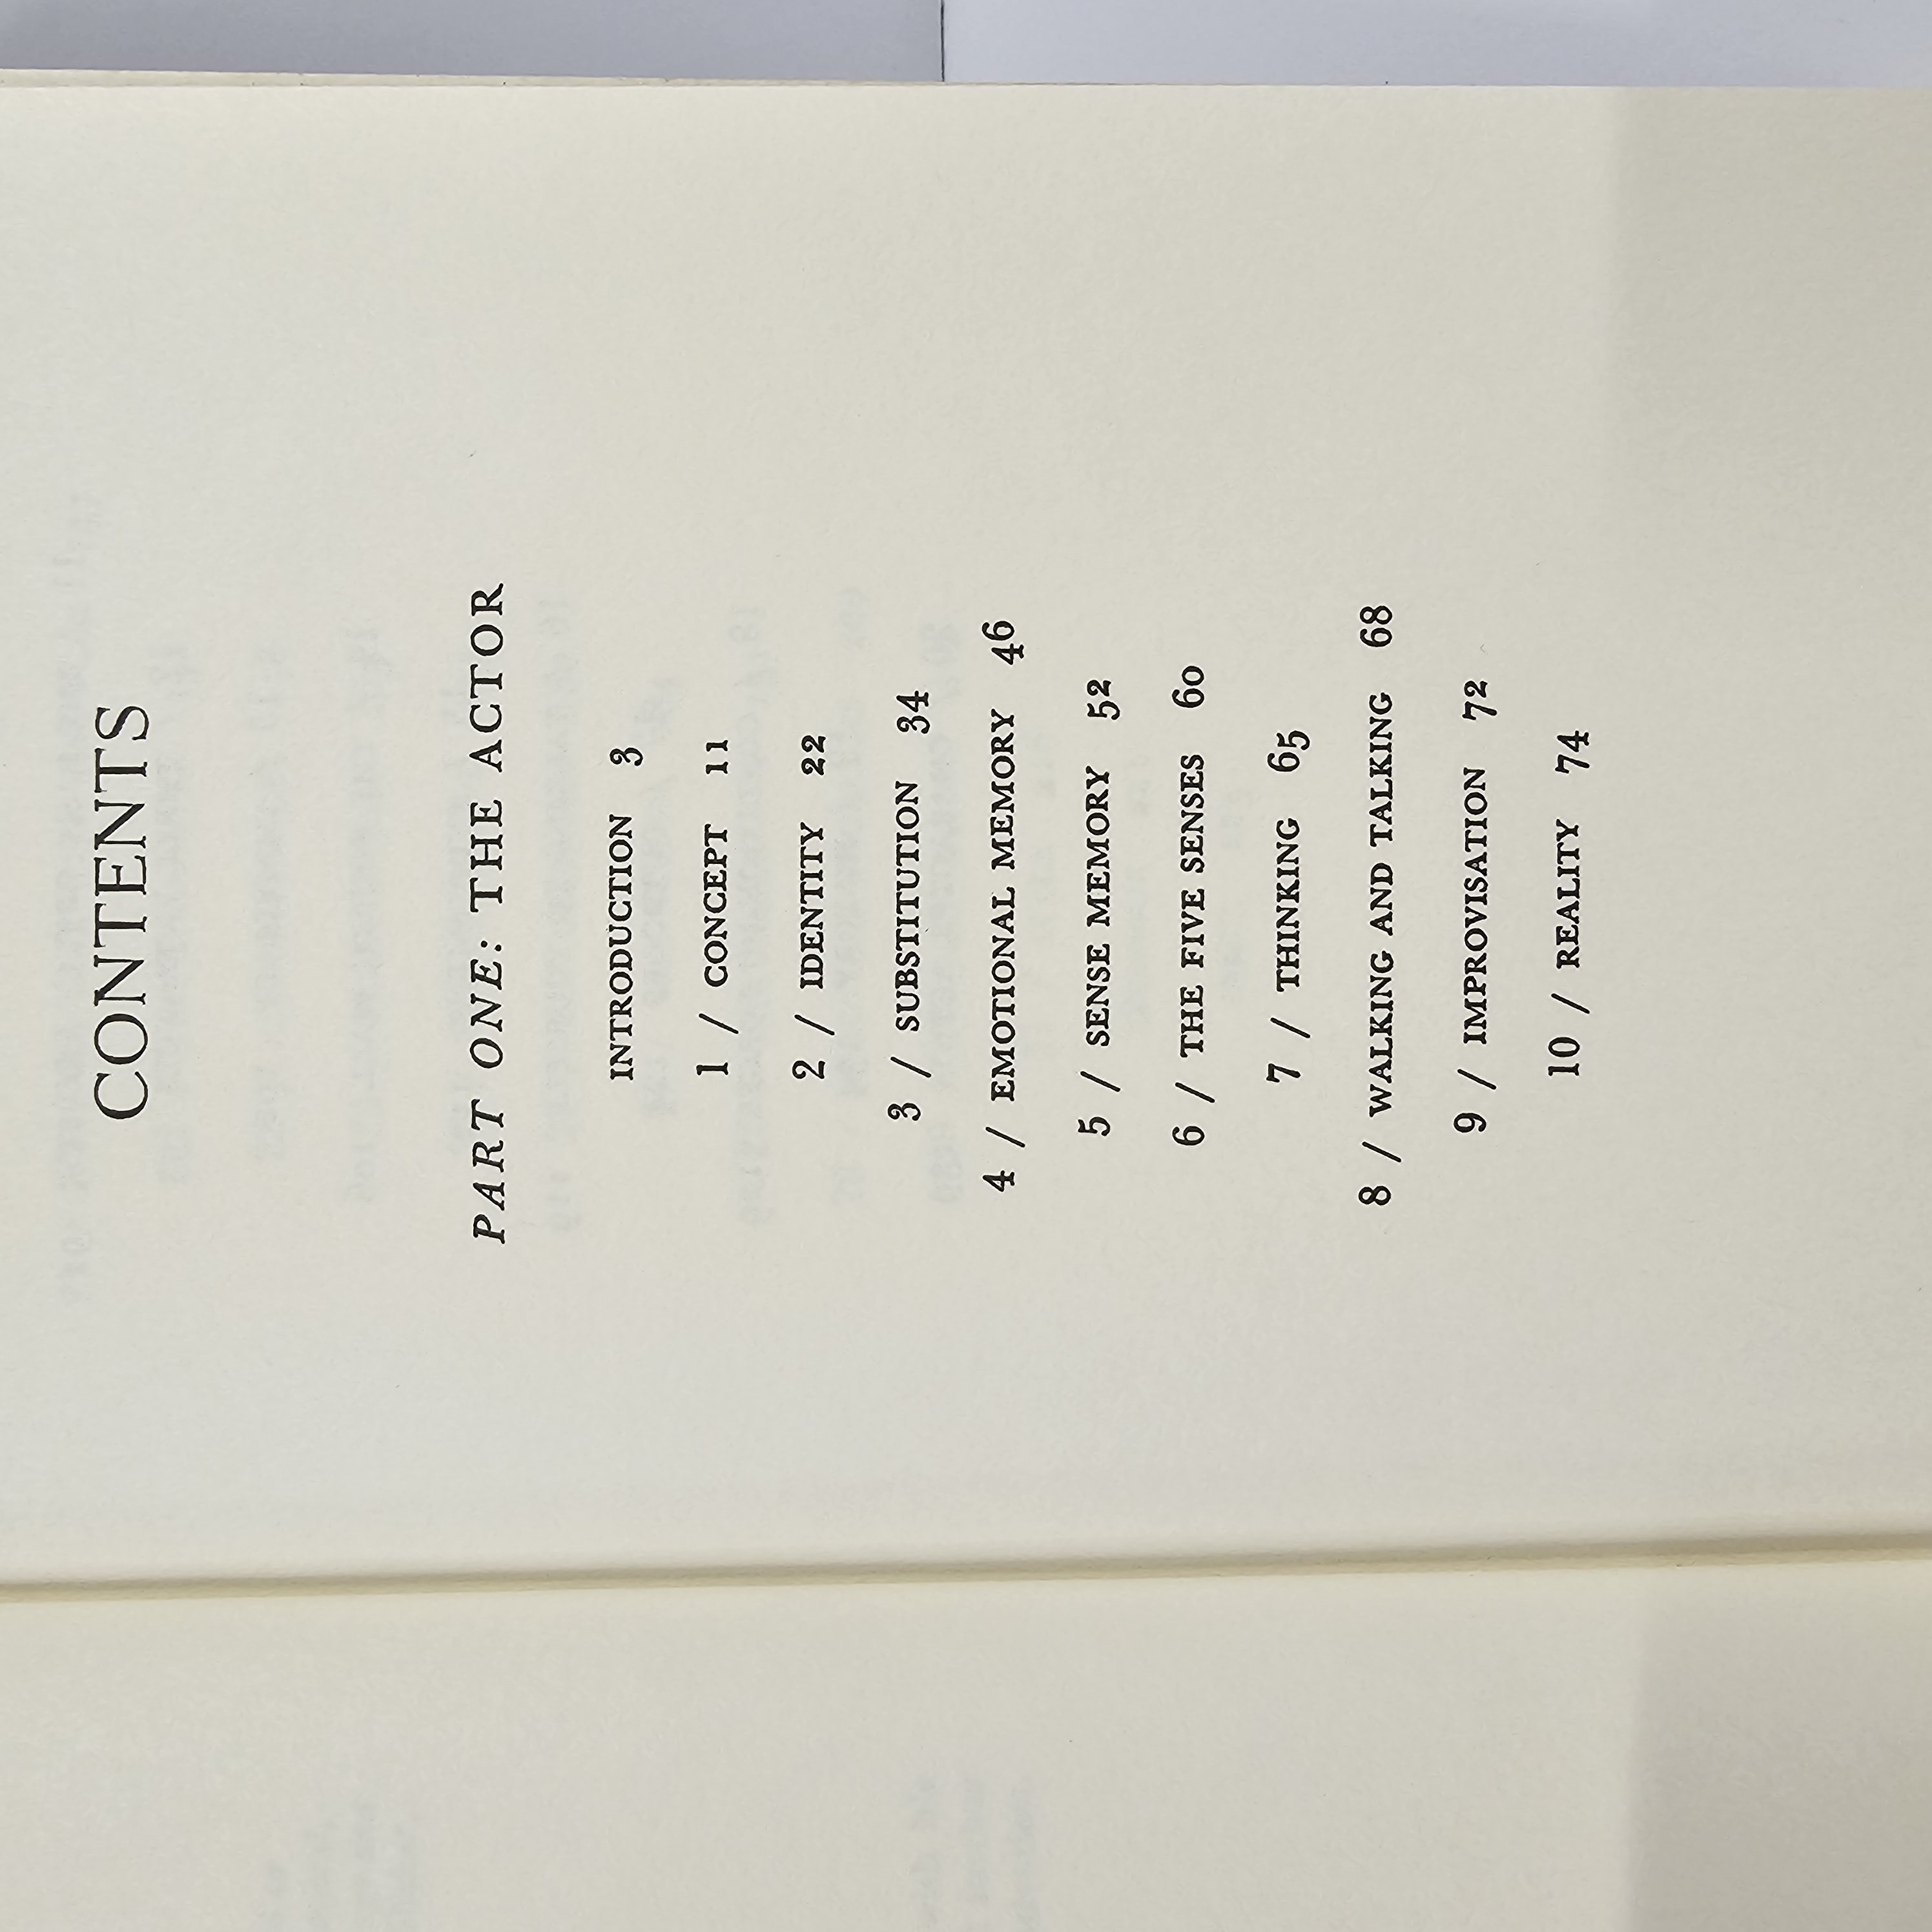 CONTENTS
PART ONE: THE ACTOR
INTRODUCTION 3
1 / CONCEPT 11
2 / IDENTITY 22
3 / SUBSTITUTION 34
4 / EMOTIONAL MEMORY 46
5 / SENSE MEMORY 52
6 / THE FIVE SENSES 60
7 / THINKING 65
8 / WALKING AND TALKING 68
9 / IMPROVISATION 72
10 / REALITY 74